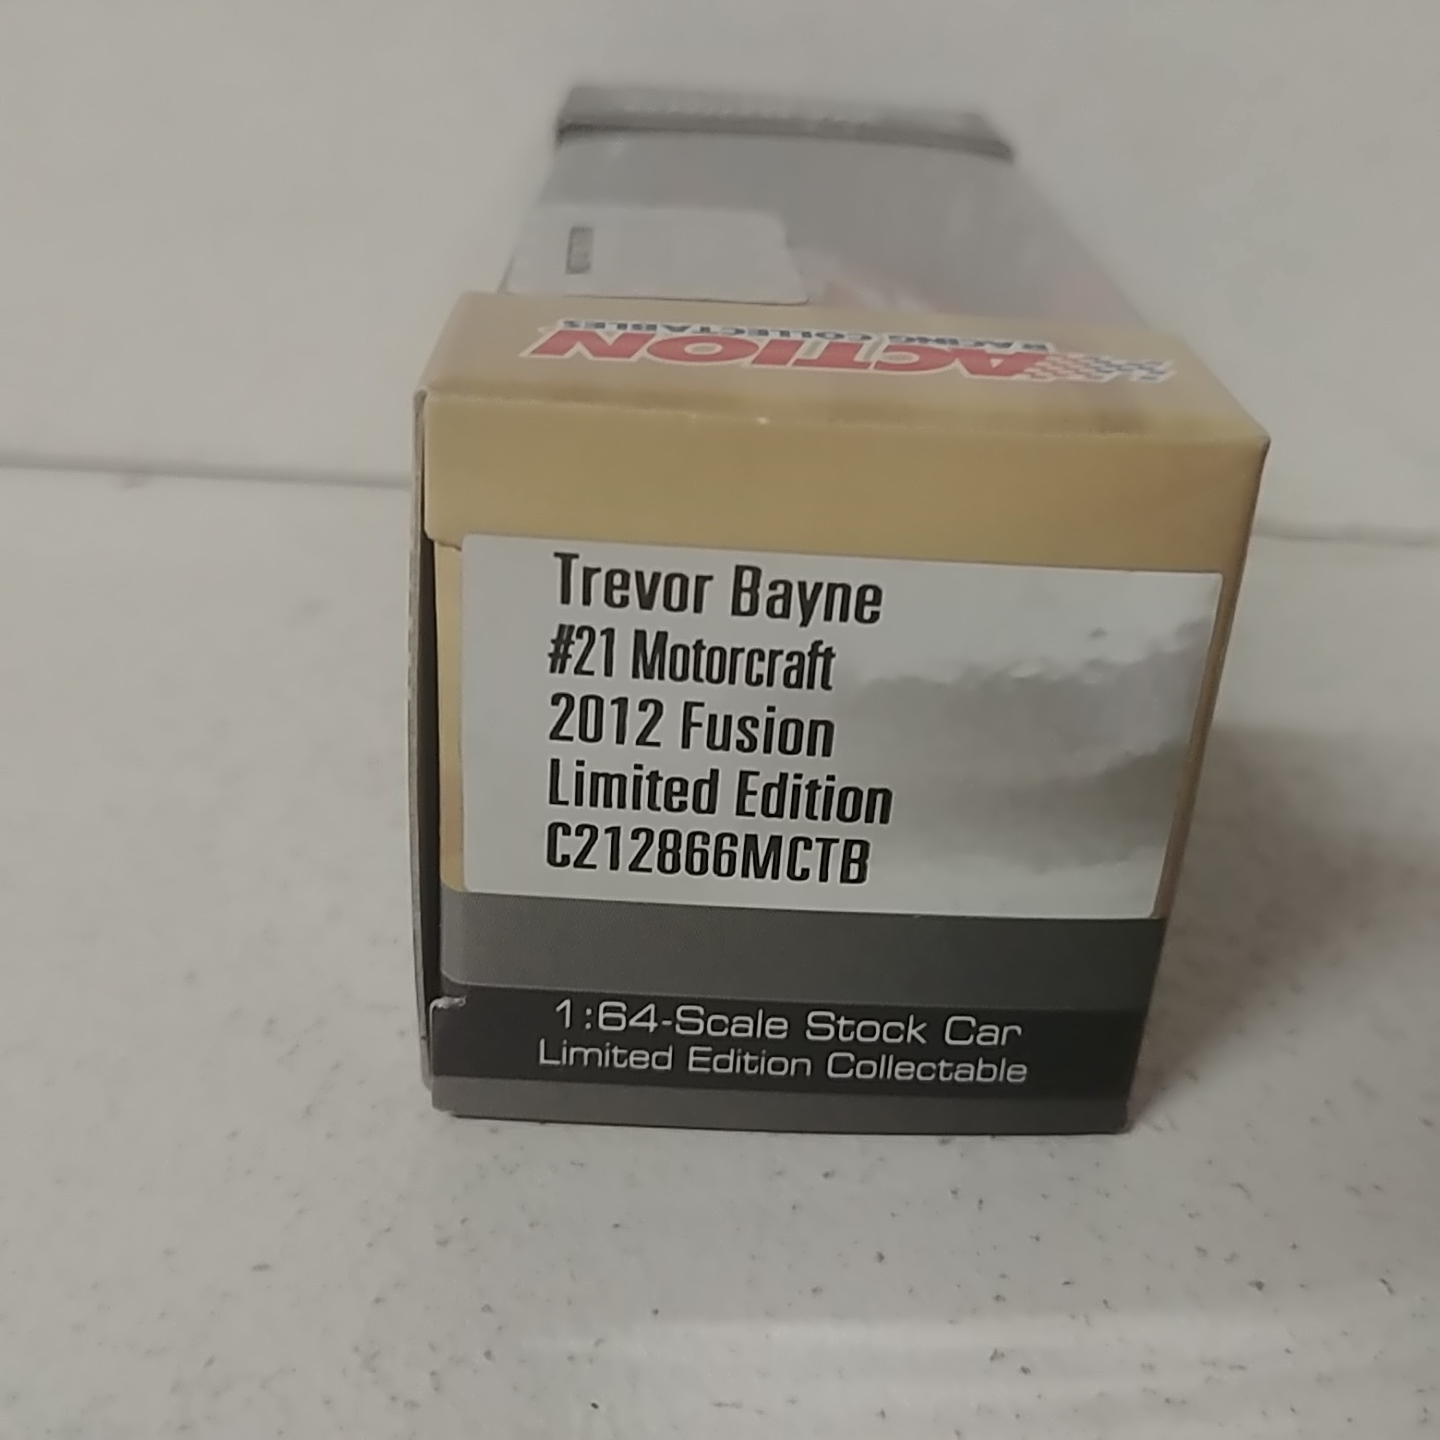 ACTION
RACING COLLECTABLES
Trevor Bayne
#21 Motorcraft
2012 Fusion
Limited Edition
C212866MCTB
1:64-Scale Stock Car
Limited Edition Collectable